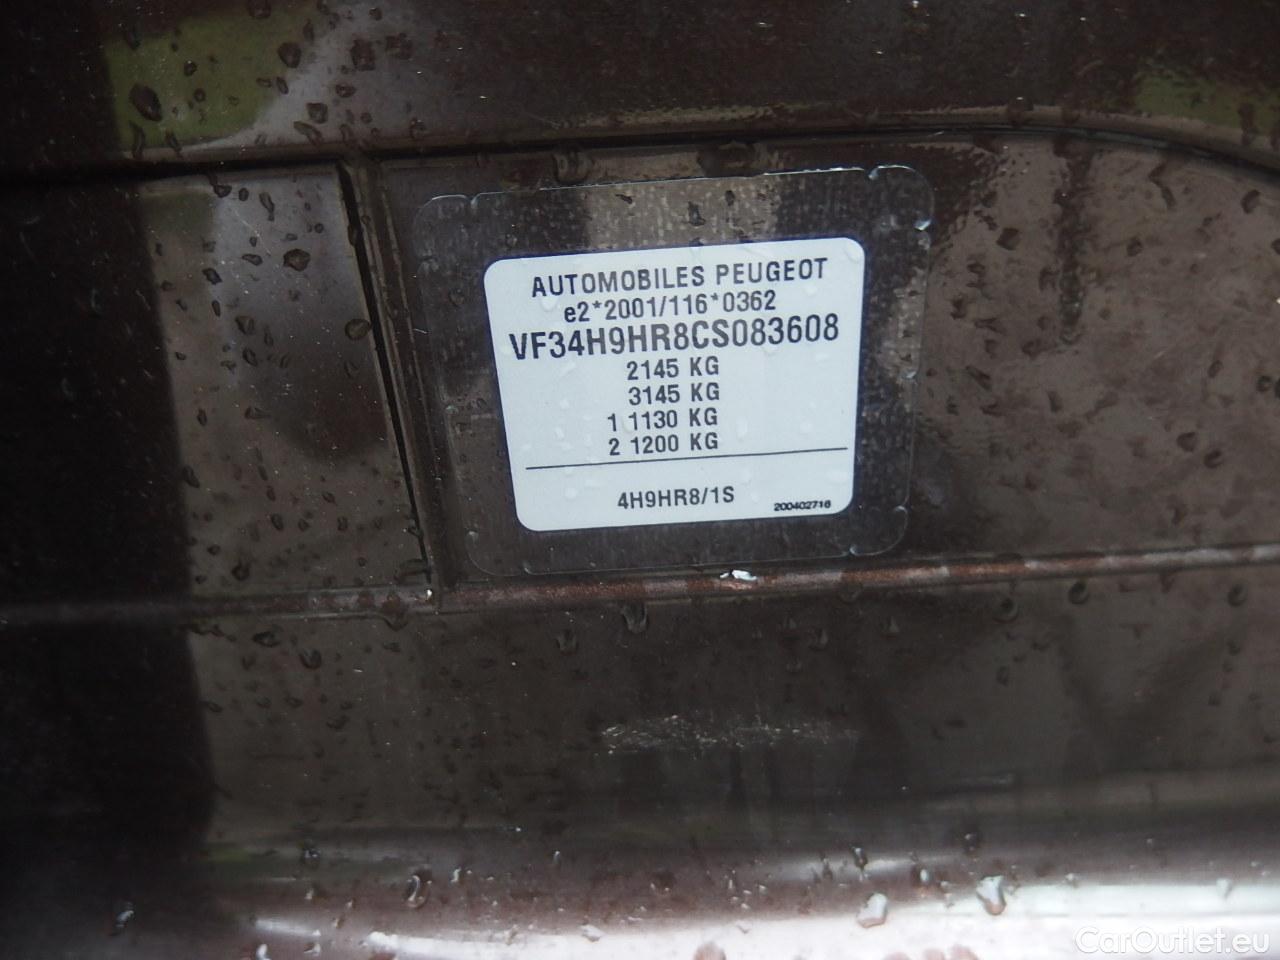 AUTOMOBILES PEUGEOT
e2*2001/116*0362
VF34H9HR8CS083608
2145 KG
3145 KG
1 1130 KG
2 1200 KG
4H9HR8/1S
200402716
CarOutlet.eu